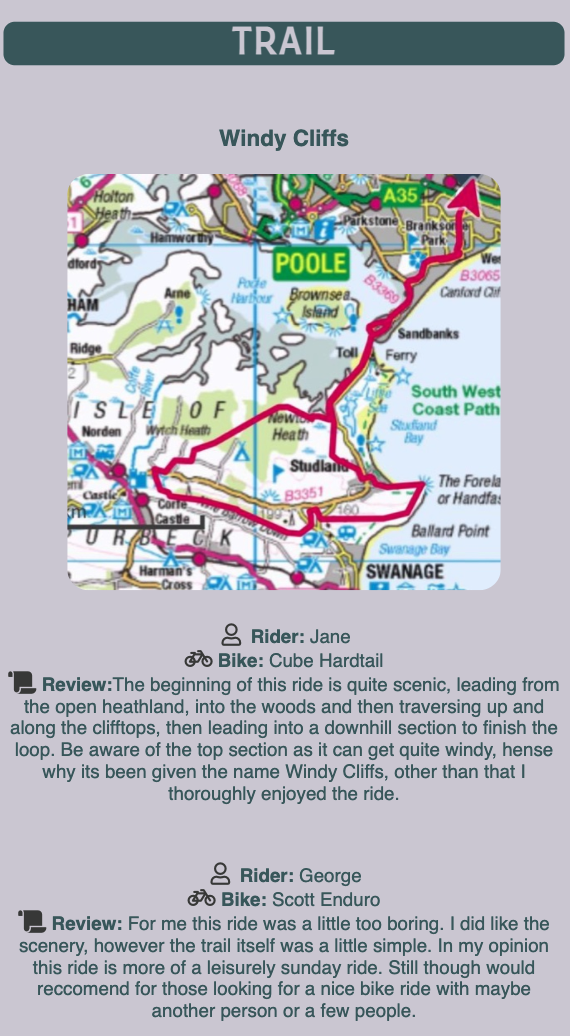 TRAIL
Windy Cliffs
Holton
Heath
A35
Parkstone
Branksome
Park
Hamworthy
POOLE
B3065
Canford Clif
Poole
Harbour
B3369
HAM
Arne
Brownsea
Island
Sandbanks
Ridge
Toll
Ferry
South West
Coast Path
ISLE OF
Studland
Bay
Norden
Wytch Heath
Newton
Heath
Studland
The Forela
or Handfas
Castle
B3351
Corfe
Castle
160
Ballard Point
PURBECK
Swanage Bay
Harman's
Cross
SWANAGE
Rider: Jane
Bike: Cube Hardtail
Review:The beginning of this ride is quite scenic, leading from
the open heathland, into the woods and then traversing up and
along the clifftops, then leading into a downhill section to finish the
loop. Be aware of the top section as it can get quite windy, hense
why its been given the name Windy Cliffs, other than that I
thoroughly enjoyed the ride.
Rider: George
Bike: Scott Enduro
Review: For me this ride was a little too boring. I did like the
scenery, however the trail itself was a little simple. In my opinion
this ride is more of a leisurely sunday ride. Still though would
reccomend for those looking for a nice bike ride with maybe
another person or a few people.